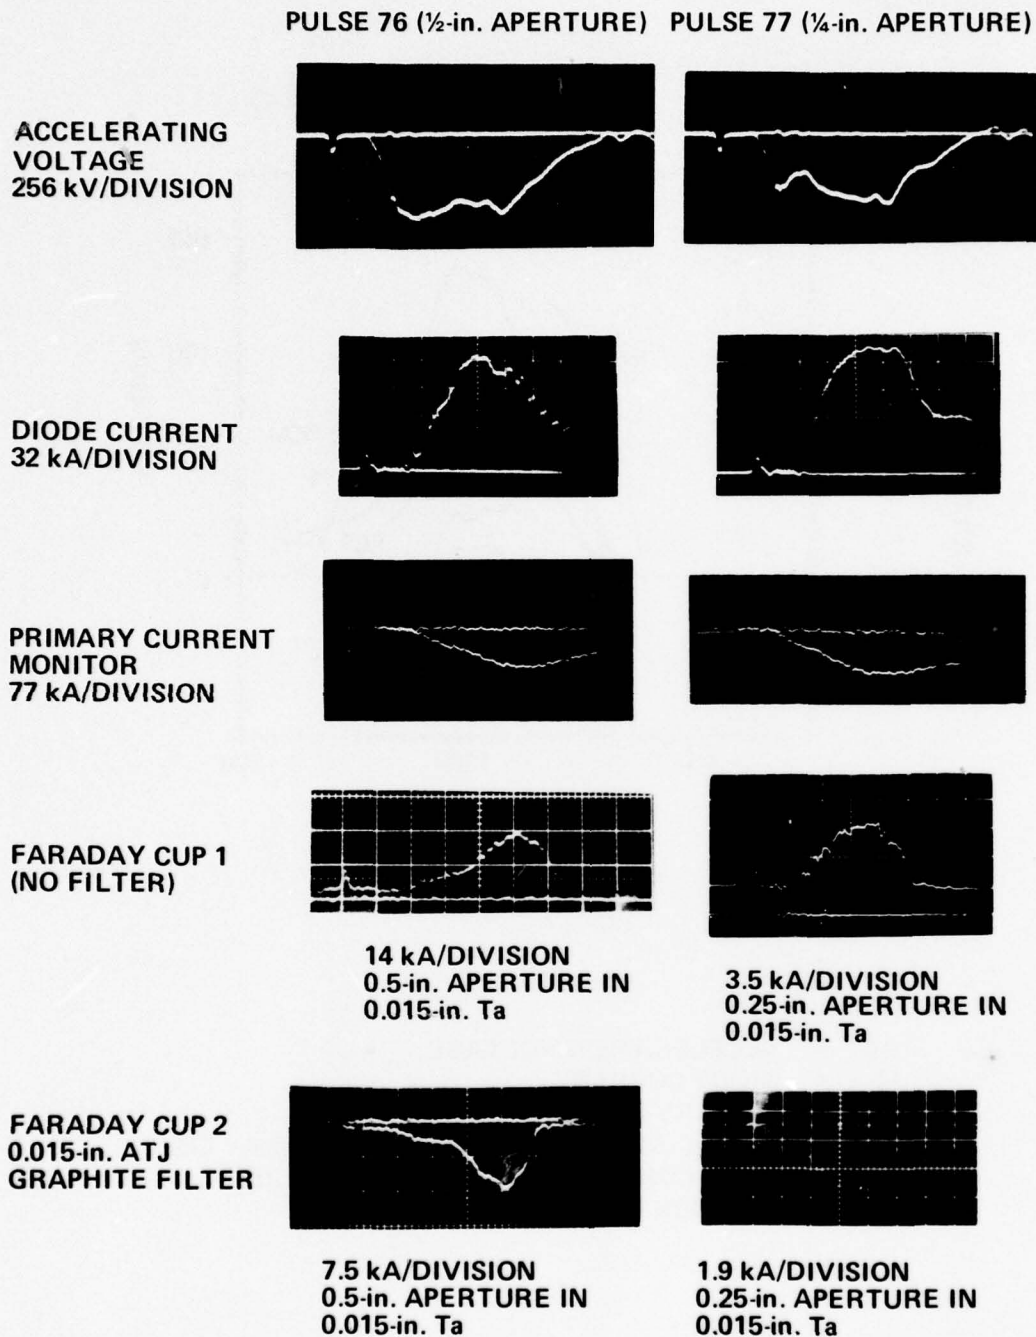 PULSE 76 (½-in. APERTURE) PULSE 77 (¼-in. APERTURE)
ACCELERATING
VOLTAGE
256 kV/DIVISION
DIODE CURRENT
32 kA/DIVISION
PRIMARY CURRENT
MONITOR
77 kA/DIVISION
FARADAY CUP 1
(NO FILTER)
14 kA/DIVISION
0.5-in. APERTURE IN
0.015-in. Ta
3.5 kA/DIVISION
0.25-in. APERTURE IN
0.015-in. Ta
FARADAY CUP 2
0.015-in. ATJ
GRAPHITE FILTER
7.5 kA/DIVISION
0.5-in. APERTURE IN
0.015-in. Ta
1.9 kA/DIVISION
0.25-in. APERTURE IN
0.015-in. Ta